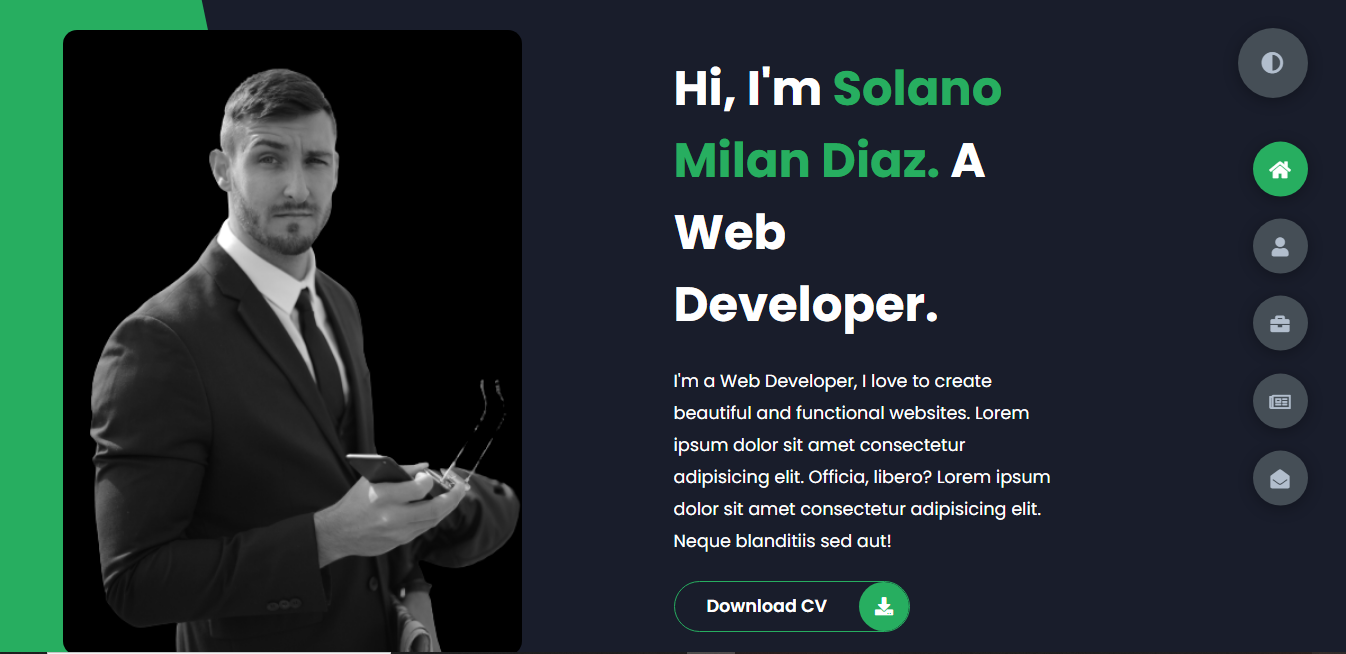 Hi, I'm Solano
Milan Diaz. A
Web
Developer.
I'm a Web Developer, I love to create
beautiful and functional websites. Lorem
ipsum dolor sit amet consectetur
adipisicing elit. Officia, libero? Lorem ipsum
dolor sit amet consectetur adipisicing elit.
Neque blanditiis sed aut!
Download CV